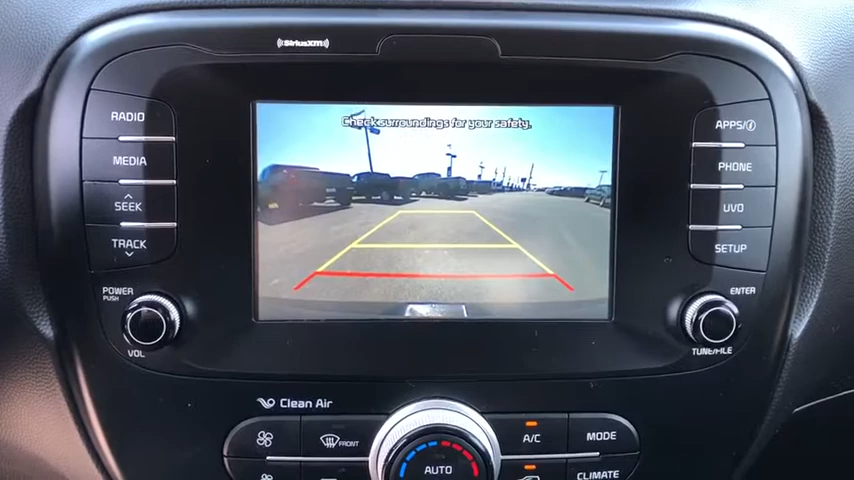 SiriusXM
Check surroundings for your safety.
RADIO
MEDIA
SEEK
TRACK
POWER
PUSH
VOL
APPS/i
PHONE
UVO
SETUP
ENTER
TUNE/FILE
Clean Air
FRONT
AUTO
A/C
MODE
CLIMATE